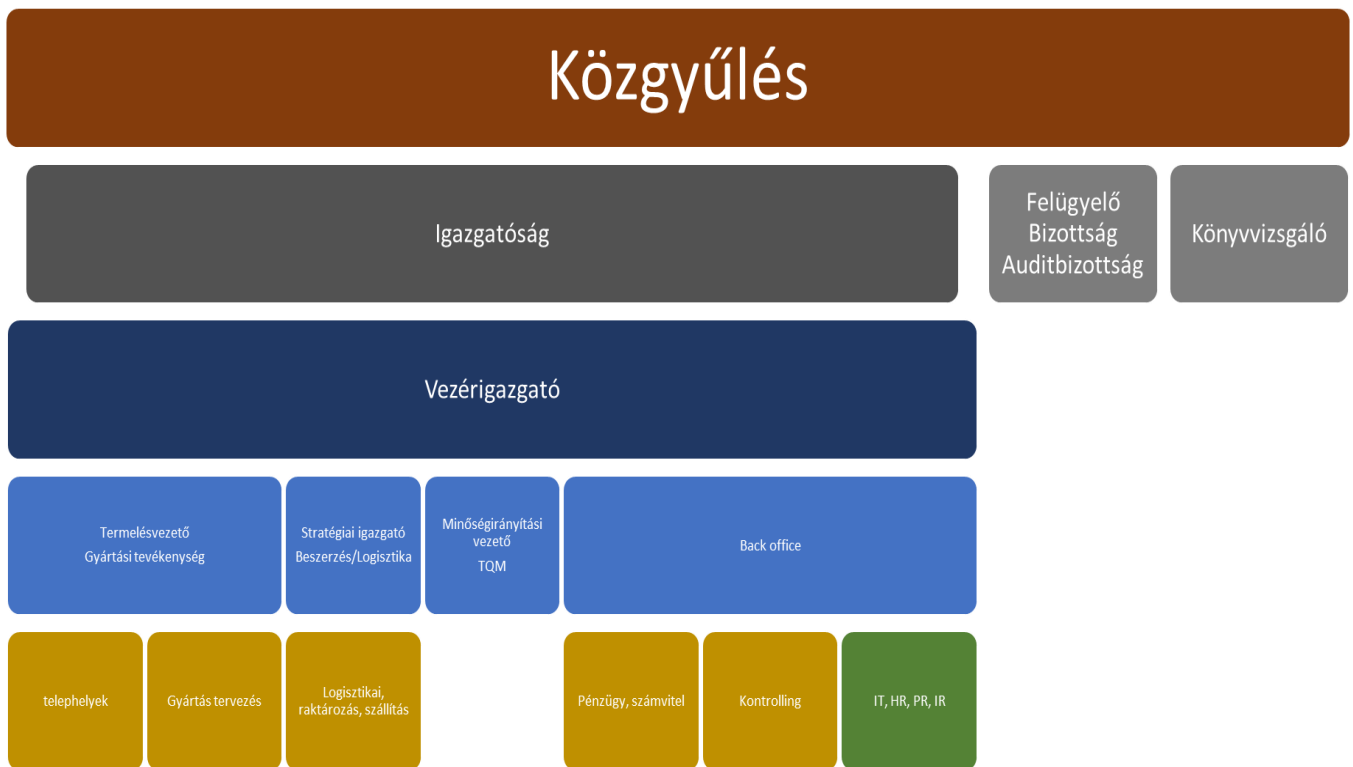 Közgyűlés
Igazgatóság
Felügyelő
Bizottság
Auditbizottság
Könyvvizsgáló
Vezérigazgató
Termelésvezető
Gyártási tevékenység
Stratégiai igazgató
Beszerzés/Logisztika
Minőségirányítási
vezető
TQM
Back office
telephelyek
Gyártás tervezés
Logisztikai,
raktározás, szállítás
Pénzügy, számvitel
Kontrolling
IT, HR, PR, IR